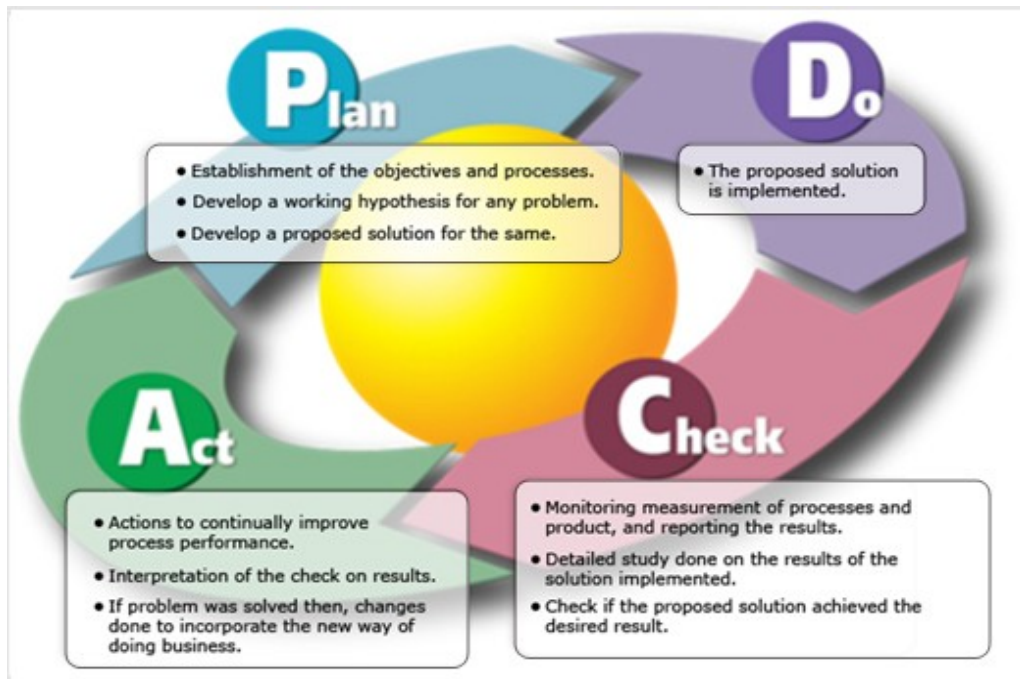 Plan
• Establishment of the objectives and processes.
• Develop a working hypothesis for any problem.
• Develop a proposed solution for the same.
Do
• The proposed solution
is implemented.
Check
• Monitoring measurement of processes and
product, and reporting the results.
• Detailed study done on the results of the
solution implemented.
• Check if the proposed solution achieved the
desired result.
Act
• Actions to continually improve
process performance.
• Interpretation of the check on results.
• If problem was solved then, changes
done to incorporate the new way of
doing business.